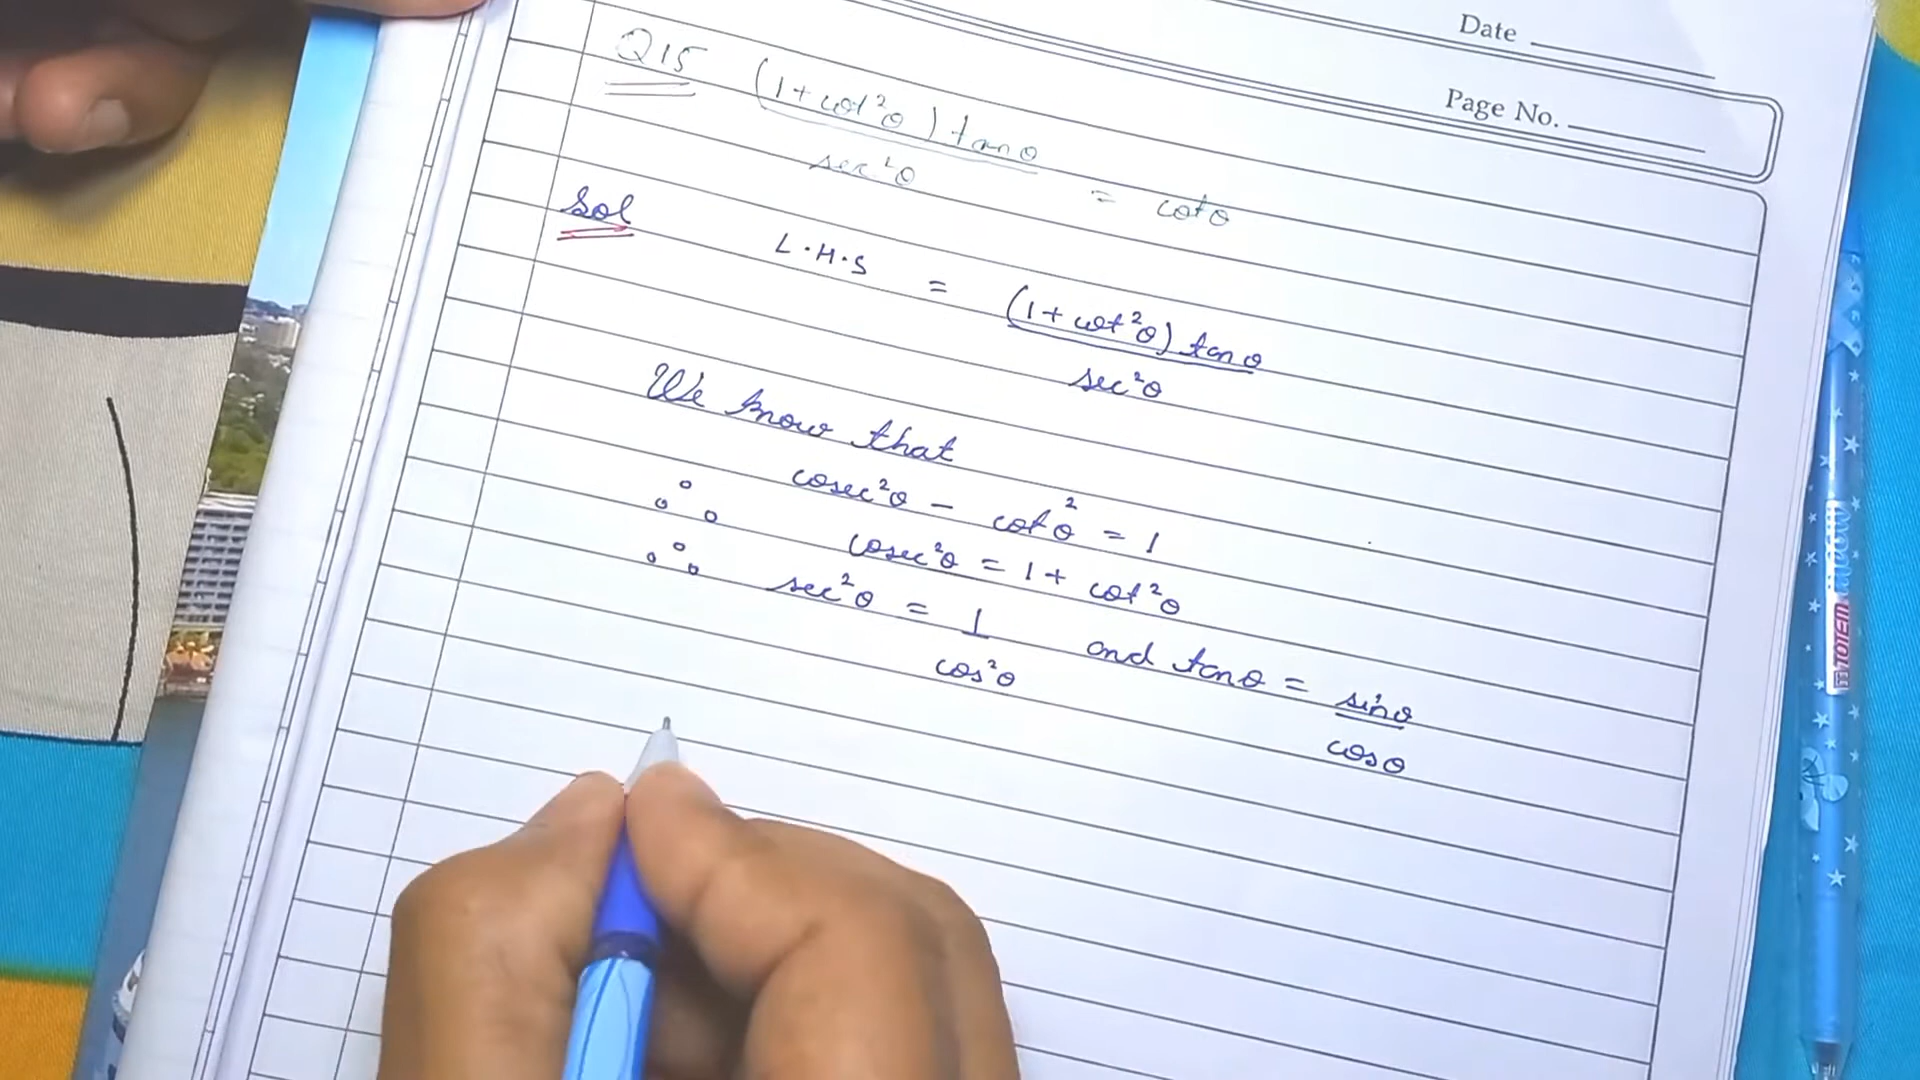 Date
Page No.
Q15 (1+cot²θ) tanθ / sec²θ = cotθ
Sol
L.H.S = (1+cot²θ) tanθ / sec²θ
We know that
cosec²θ - cot²θ = 1
∴ cosec²θ = 1 + cot²θ
∴ sec²θ = 1 / cos²θ and tanθ = sinθ / cosθ
TOTEM